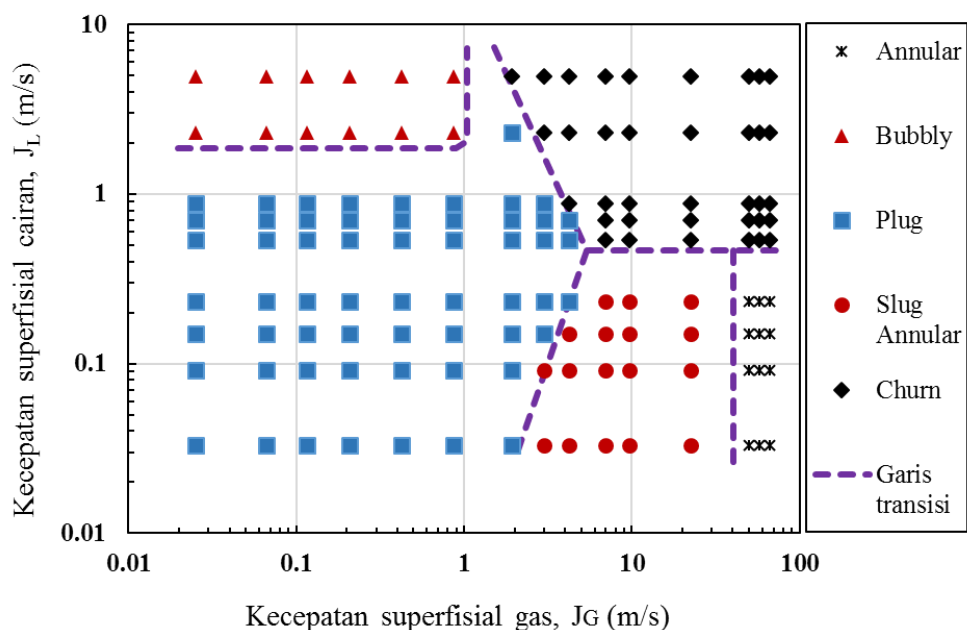 Kecepatan superfisial cairan, JL (m/s)
10
1
0.1
0.01
0.01
0.1
1
10
100
Kecepatan superfisial gas, JG (m/s)
Annular
Bubbly
Plug
Slug
Annular
Churn
Garis
transisi